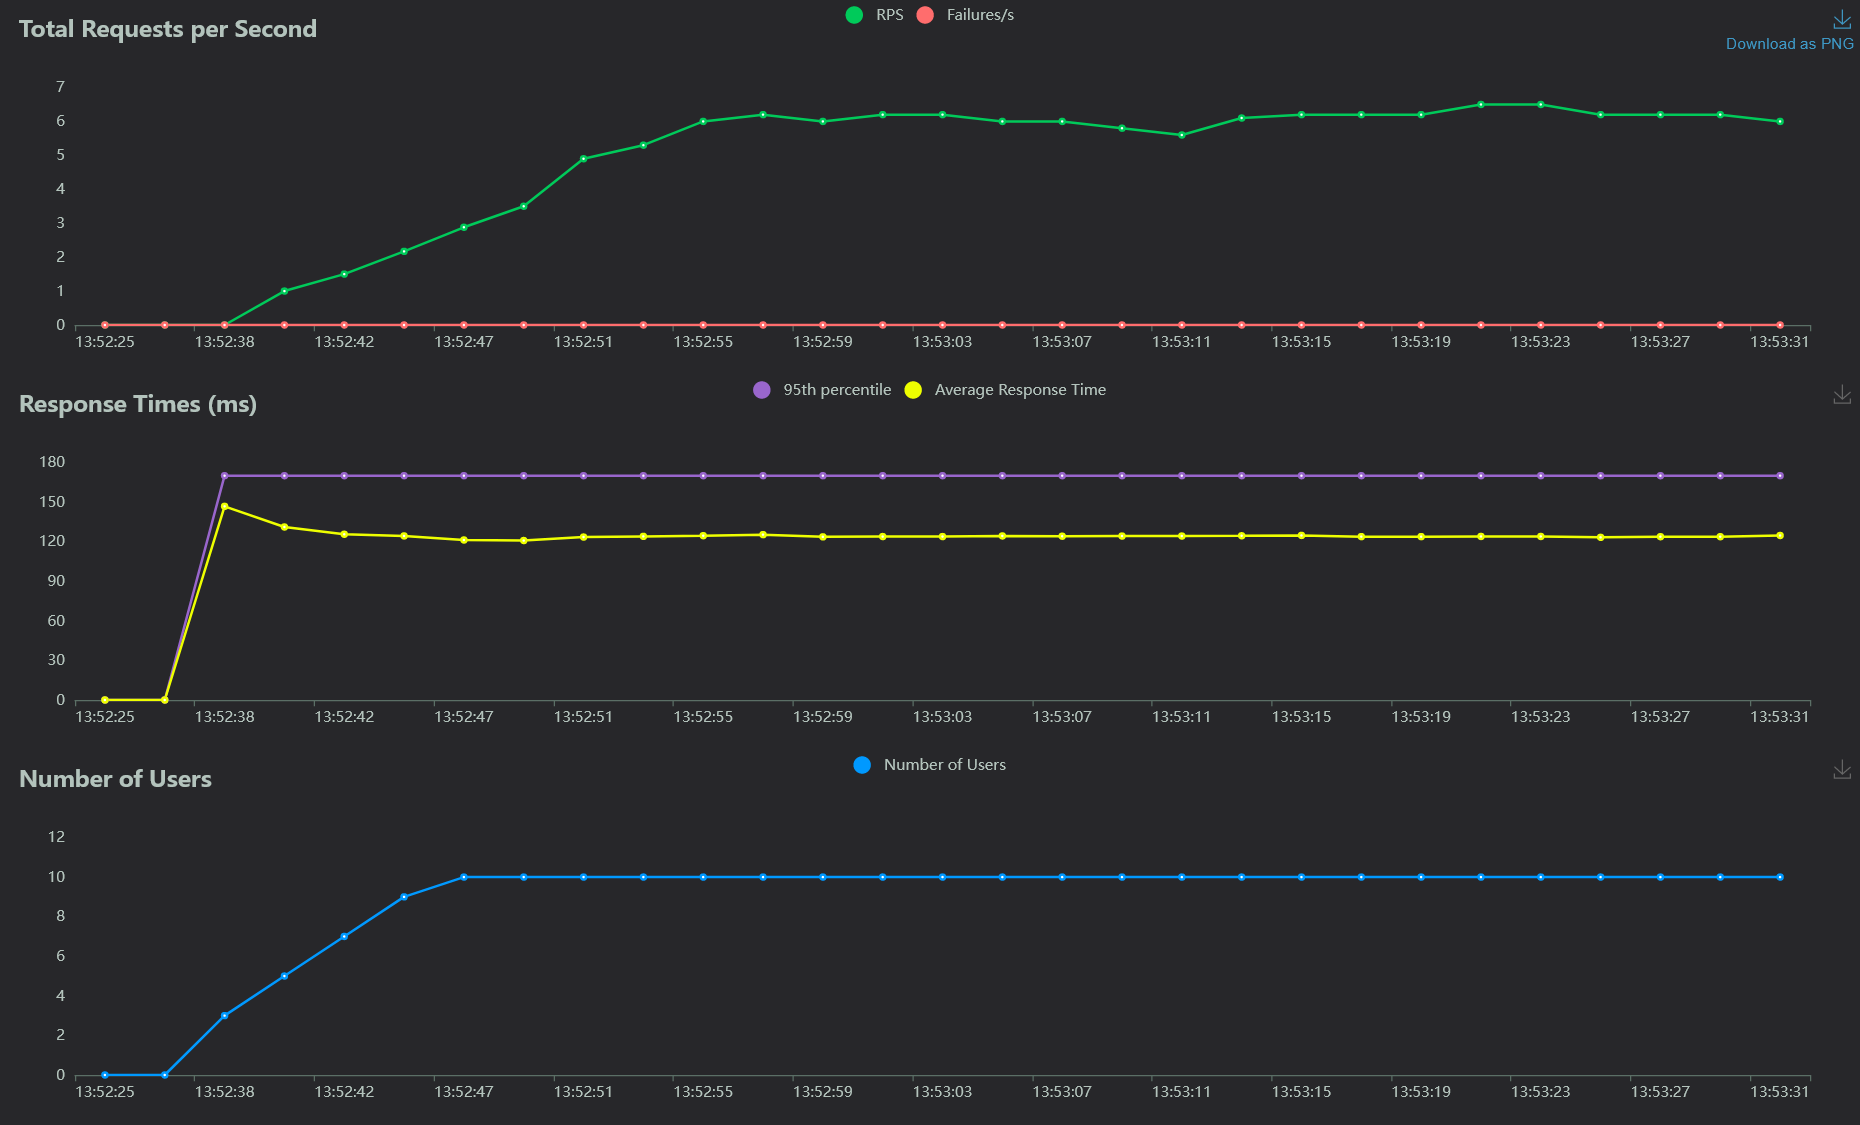 Total Requests per Second
RPS Failures/s
Download as PNG
7
6
5
4
3
2
1
0
13:52:25 13:52:38 13:52:42 13:52:47 13:52:51 13:52:55 13:52:59 13:53:03 13:53:07 13:53:11 13:53:15 13:53:19 13:53:23 13:53:27 13:53:31
Response Times (ms)
95th percentile Average Response Time
180
150
120
90
60
30
0
13:52:25 13:52:38 13:52:42 13:52:47 13:52:51 13:52:55 13:52:59 13:53:03 13:53:07 13:53:11 13:53:15 13:53:19 13:53:23 13:53:27 13:53:31
Number of Users
Number of Users
12
10
8
6
4
2
0
13:52:25 13:52:38 13:52:42 13:52:47 13:52:51 13:52:55 13:52:59 13:53:03 13:53:07 13:53:11 13:53:15 13:53:19 13:53:23 13:53:27 13:53:31